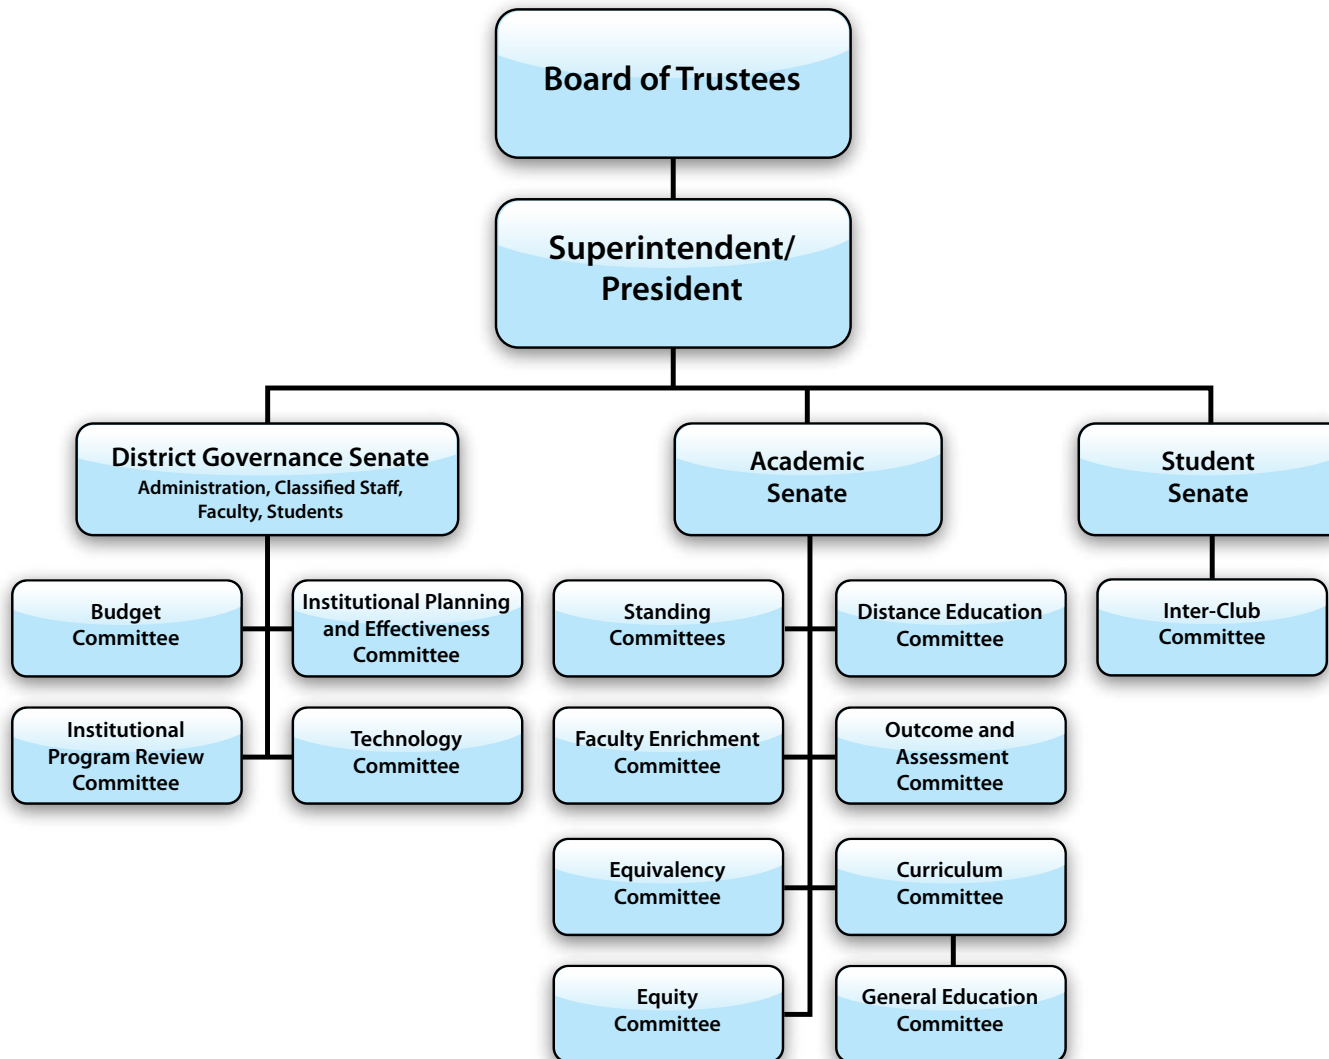 Board of Trustees
Superintendent/
President
District Governance Senate
Administration, Classified Staff,
Faculty, Students
Academic
Senate
Student
Senate
Budget
Committee
Institutional Planning
and Effectiveness
Committee
Standing
Committees
Distance Education
Committee
Inter-Club
Committee
Institutional
Program Review
Committee
Technology
Committee
Faculty Enrichment
Committee
Outcome and
Assessment
Committee
Equivalency
Committee
Curriculum
Committee
Equity
Committee
General Education
Committee